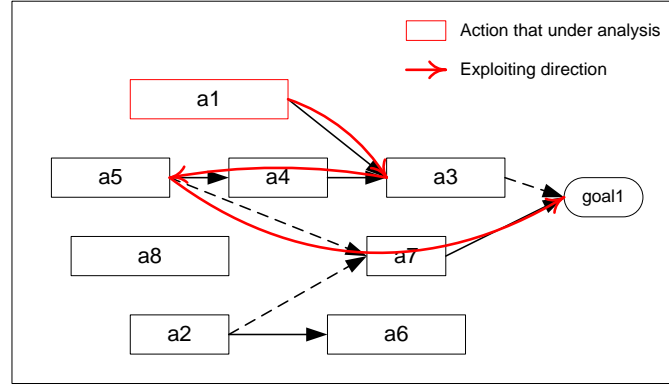 Action that under analysis
Exploiting direction
a1
a5
a4
a3
goal1
a8
a7
a2
a6